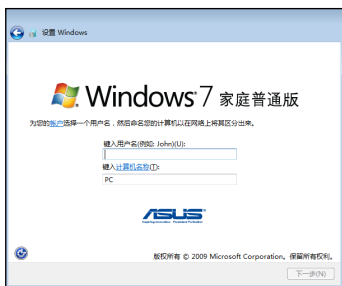 设置 Windows
Windows 7 家庭普通版
为您的帐户选择一个用户名，然后命名您的计算机以在网络上将其区分出来。
键入用户名(例如: John)(U):
键入计算机名称(T):
PC
ASUS
版权所有 © 2009 Microsoft Corporation。保留所有权利。
下一步(N)